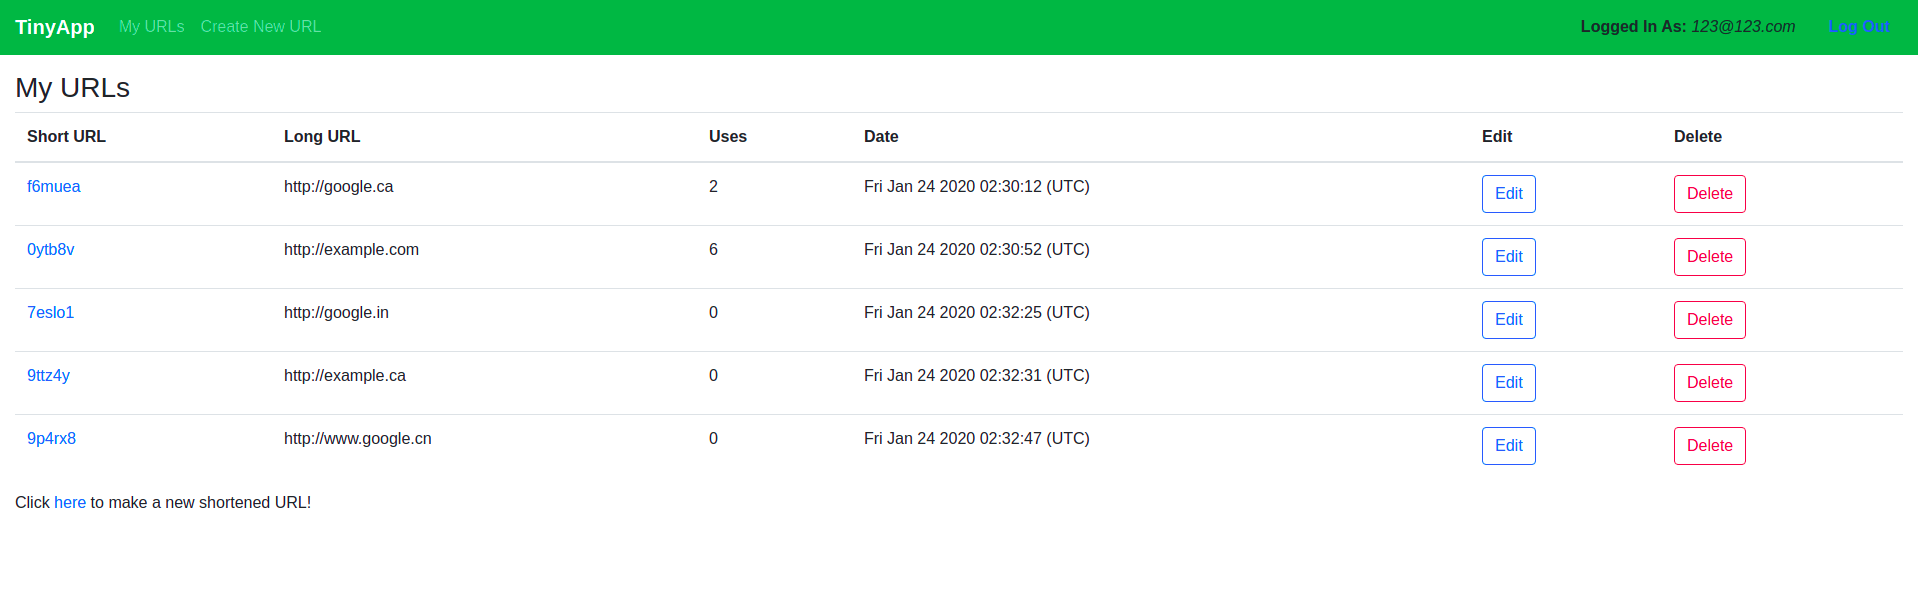 TinyApp My URLs Create New URL Logged In As: 123@123.com Log Out
My URLs
Short URL Long URL Uses Date Edit Delete
f6muea http://google.ca 2 Fri Jan 24 2020 02:30:12 (UTC) Edit Delete
0ytb8v http://example.com 6 Fri Jan 24 2020 02:30:52 (UTC) Edit Delete
7eslo1 http://google.in 0 Fri Jan 24 2020 02:32:25 (UTC) Edit Delete
9ttz4y http://example.ca 0 Fri Jan 24 2020 02:32:31 (UTC) Edit Delete
9p4rx8 http://www.google.cn 0 Fri Jan 24 2020 02:32:47 (UTC) Edit Delete
Click here to make a new shortened URL!